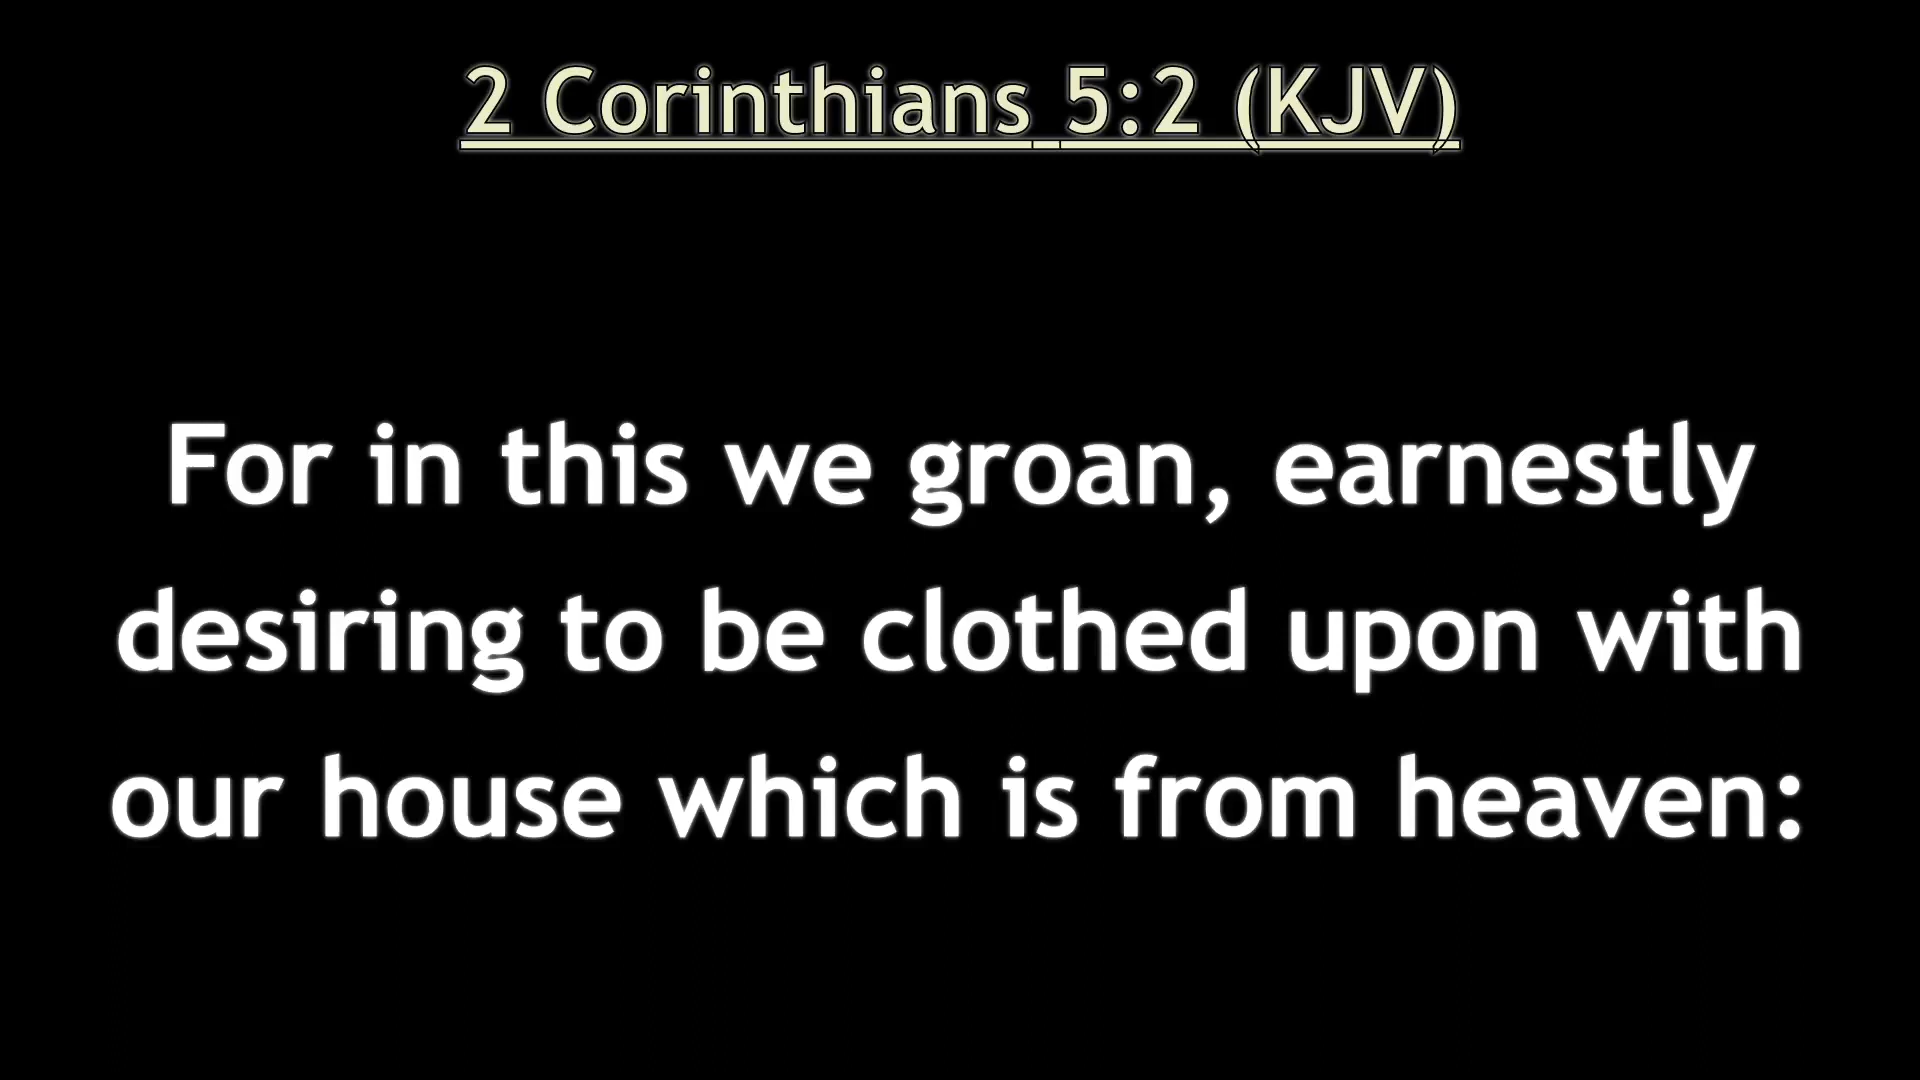 2 Corinthians 5:2 (KJV)
For in this we groan, earnestly
desiring to be clothed upon with
our house which is from heaven: